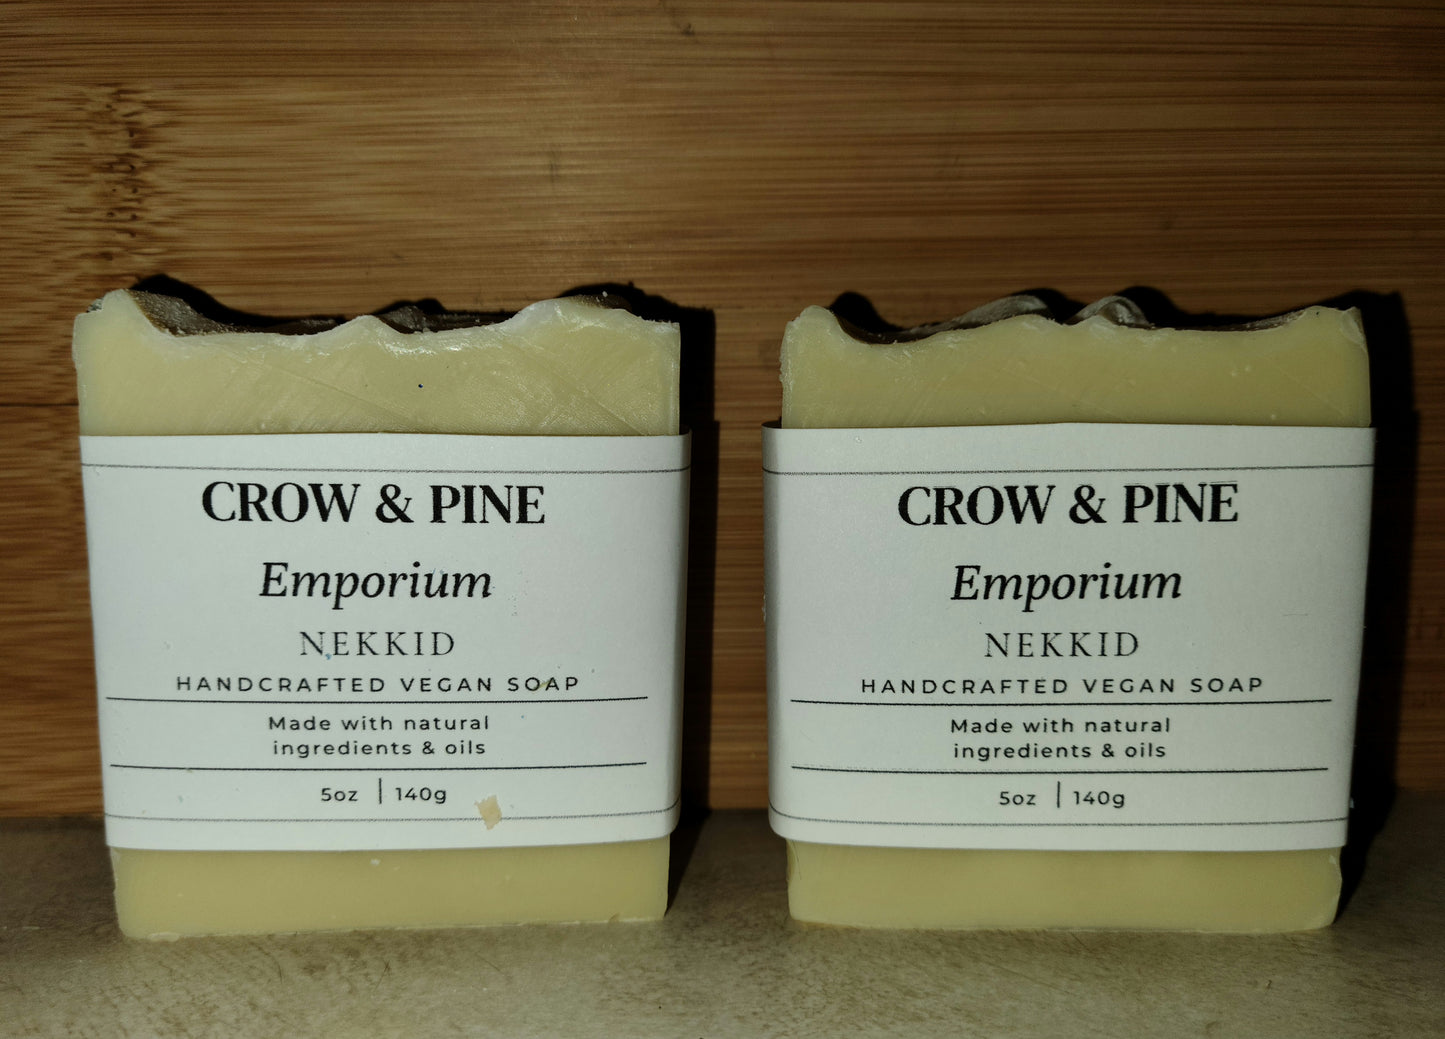 CROW & PINE
Emporium
NEKKID
HANDCRAFTED VEGAN SOAP
Made with natural
ingredients & oils
5oz | 140g
CROW & PINE
Emporium
NEKKID
HANDCRAFTED VEGAN SOAP
Made with natural
ingredients & oils
5oz | 140g